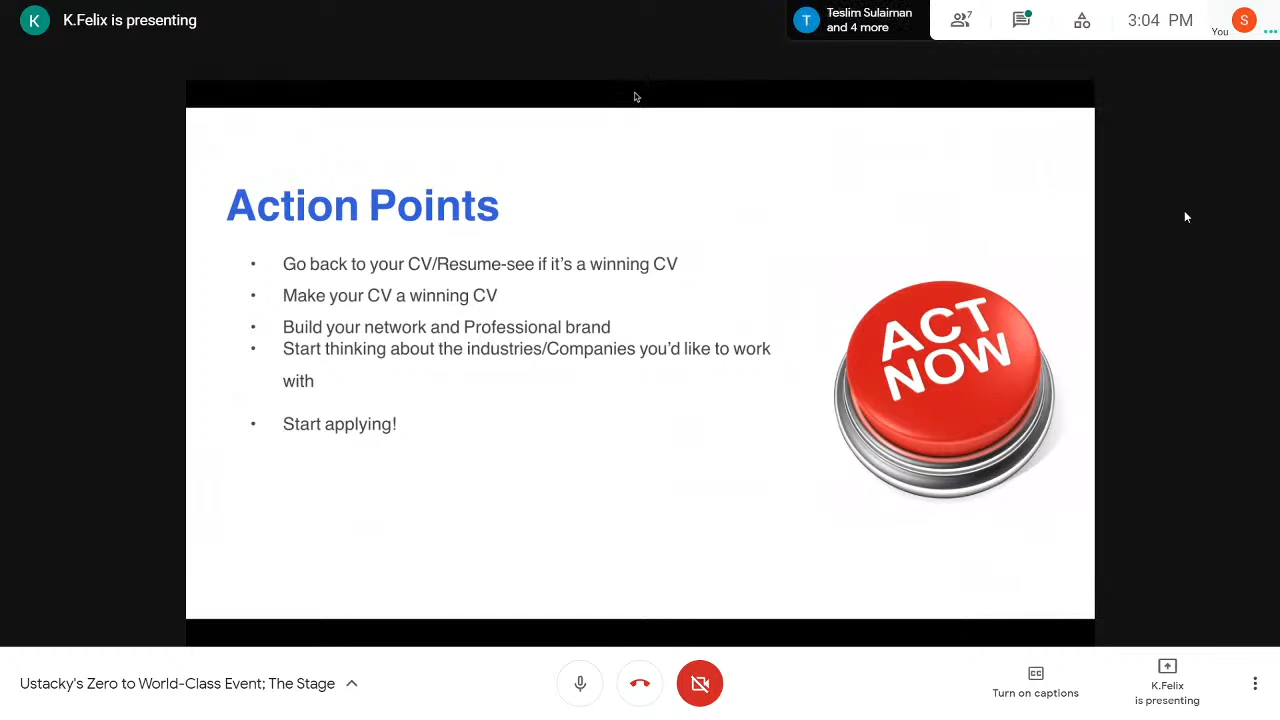 K
K.Felix is presenting
T
Teslim Sulaiman
and 4 more
7
3:04 PM
You
S
Action Points
• Go back to your CV/Resume-see if it's a winning CV
• Make your CV a winning CV
• Build your network and Professional brand
• Start thinking about the industries/Companies you'd like to work
with
• Start applying!
ACT
NOW
Ustacky's Zero to World-Class Event; The Stage
CC
Turn on captions
K.Felix
is presenting